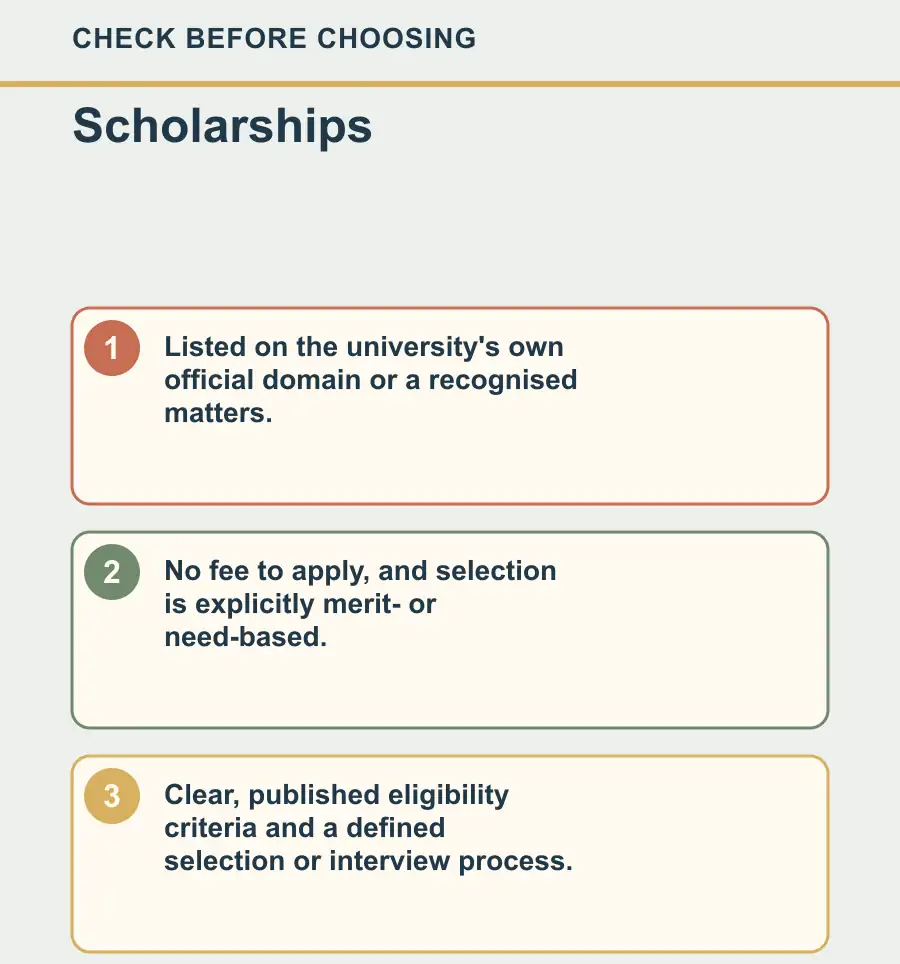 CHECK BEFORE CHOOSING
Scholarships
1
Listed on the university's own
official domain or a recognised
matters.
2
No fee to apply, and selection
is explicitly merit- or
need-based.
3
Clear, published eligibility
criteria and a defined
selection or interview process.